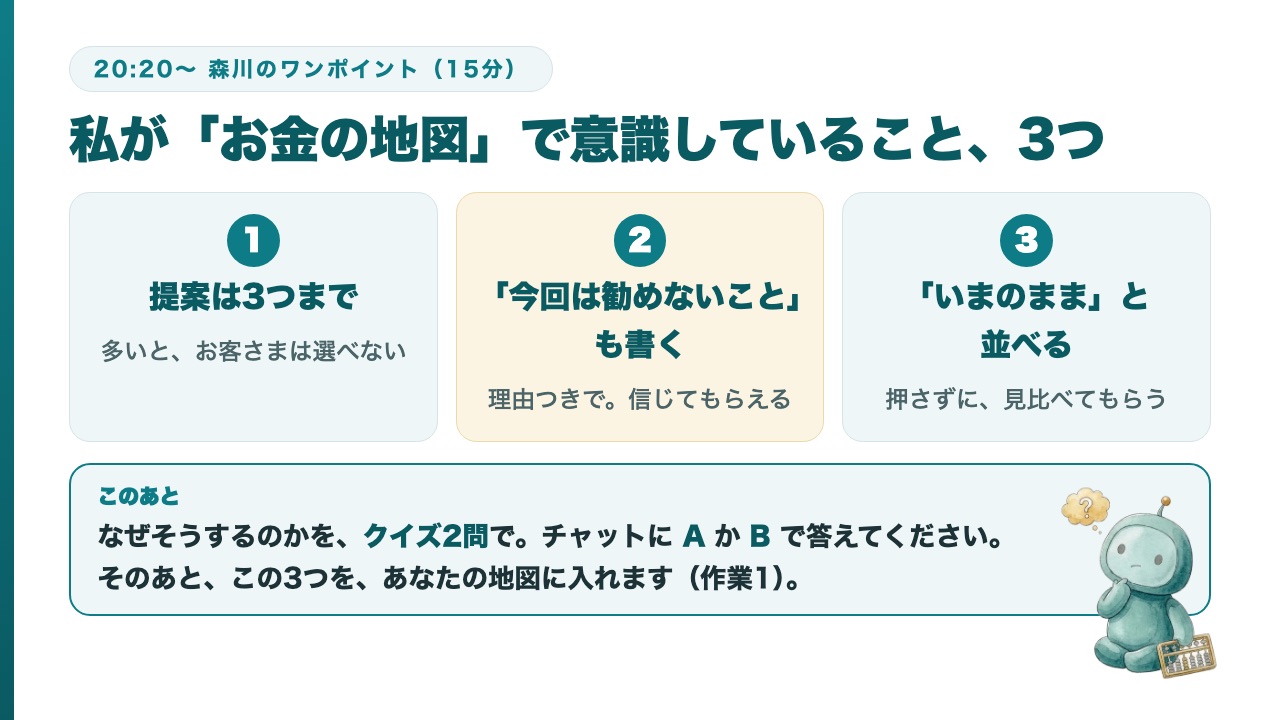 20:20〜 森川のワンポイント（15分）
私が「お金の地図」で意識していること、3つ
1
提案は3つまで
多いと、お客さまは選べない
2
「今回は勧めないこと」
も書く
理由つきで。信じてもらえる
3
「いまのまま」と
並べる
押さずに、見比べてもらう
このあと
なぜそうするのかを、クイズ2問で。チャットに A か B で答えてください。
そのあと、この3つを、あなたの地図に入れます（作業1）。
?